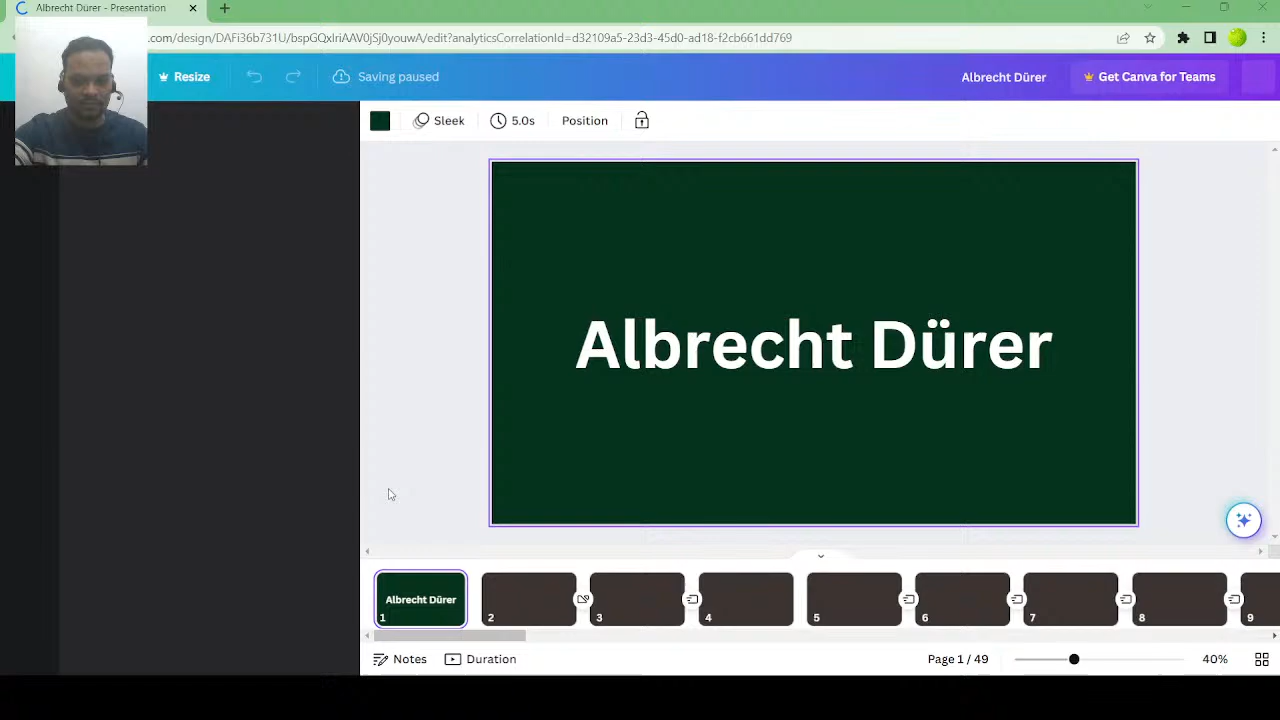 Albrecht Dürer - Presentation
.com/design/DAFi36b731U/bspGQxlriAAV0jSj0youwA/edit?analyticsCorrelationId=d32109a5-23d3-45d0-ad18-f2cb661dd769
Resize
Saving paused
Albrecht Dürer
Get Canva for Teams
Sleek
5.0s
Position
Albrecht Dürer
Albrecht Dürer
1
2
3
4
5
6
7
8
9
Notes
Duration
Page 1 / 49
40%